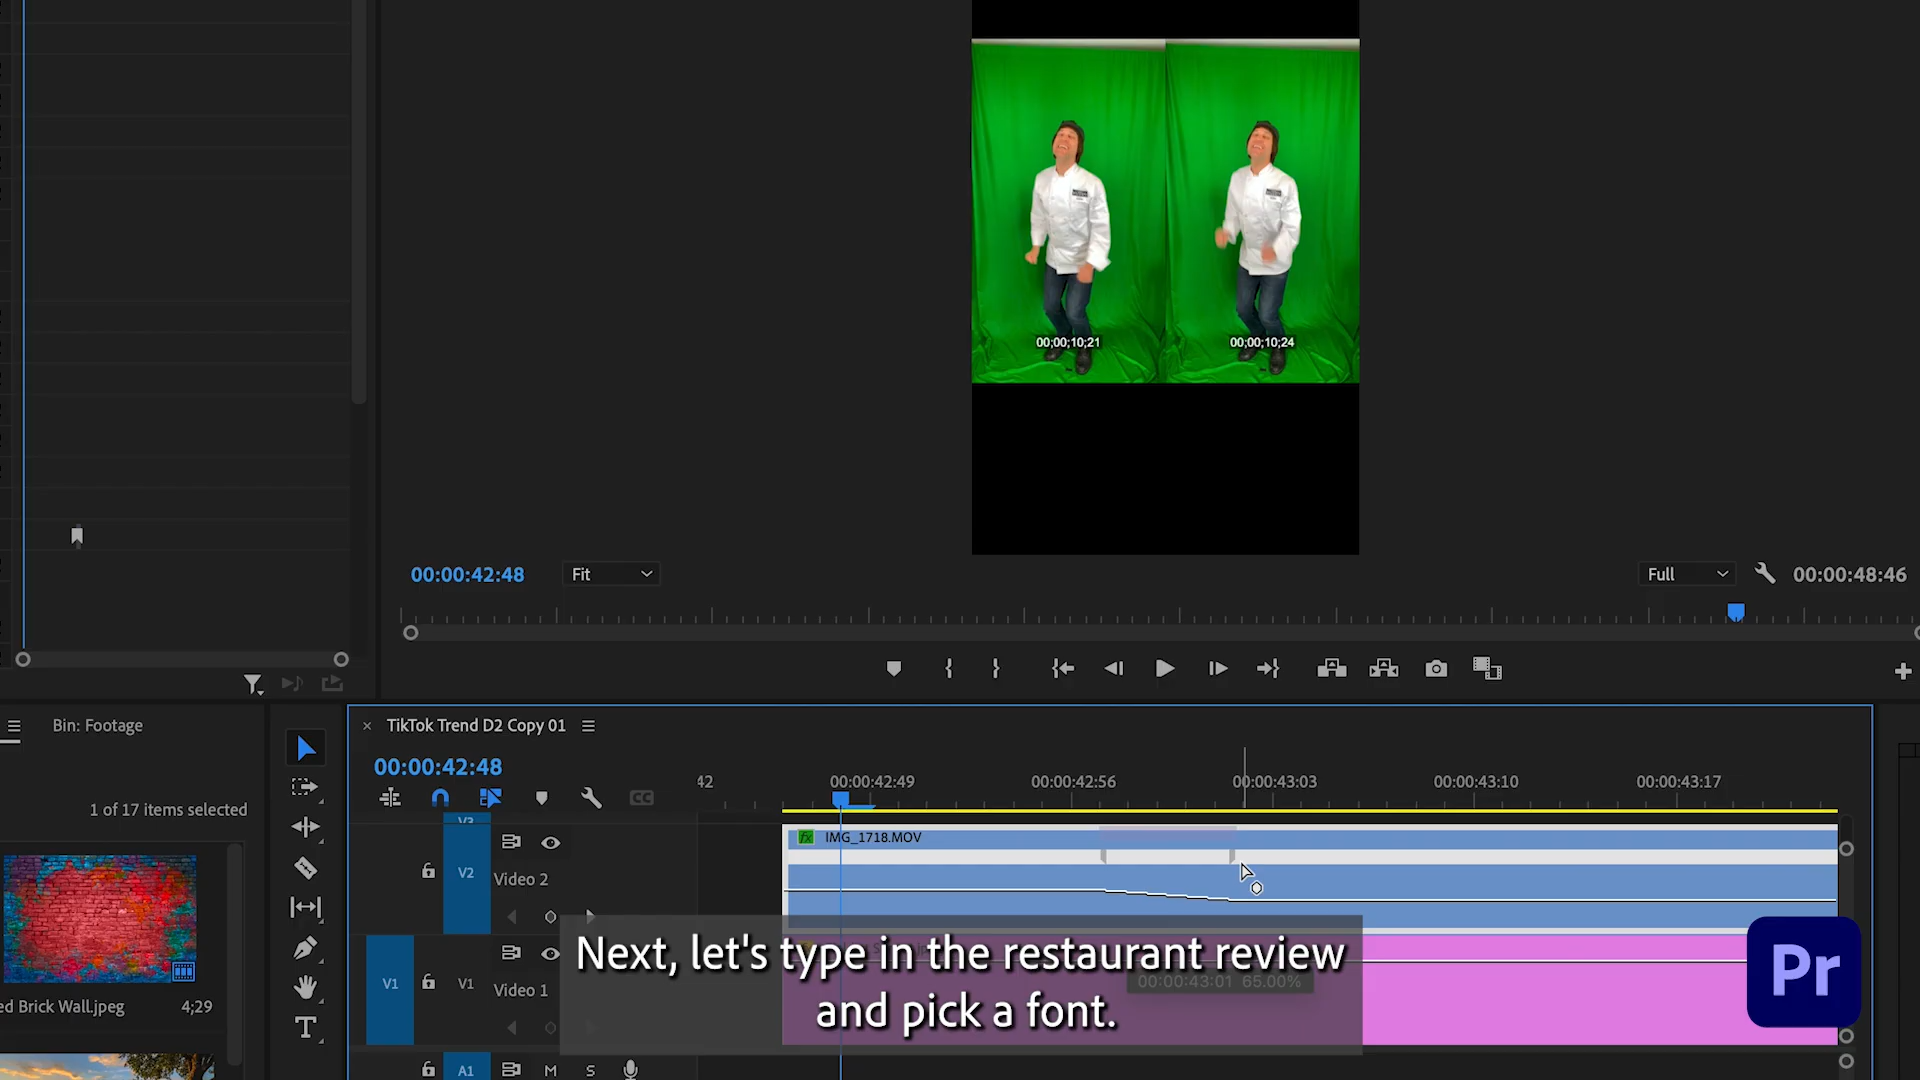 00;00;10;21
00;00;10;24
00:00:42:48
Fit
Full
00:00:48:46
Bin: Footage
TikTok Trend D2 Copy 01
00:00:42:48
42
00:00:42:49
00:00:42:56
00:00:43:03
00:00:43:10
00:00:43:17
1 of 17 items selected
V3
fx
IMG_1718.MOV
V2
Video 2
Next, let's type in the restaurant review
and pick a font.
00:00:43:01 65.00%
V1
V1
Video 1
ed Brick Wall.jpeg
4;29
A1
M
S
Pr